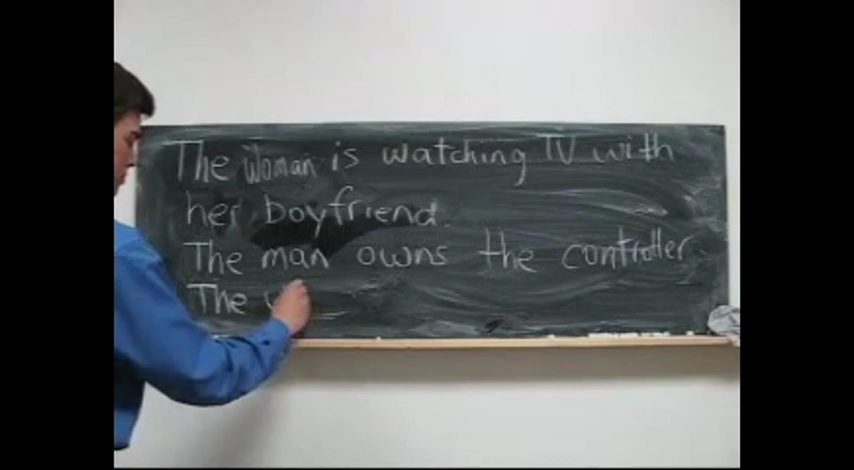 The Woman is watching TV with
her boyfriend.
The man owns the controller
The